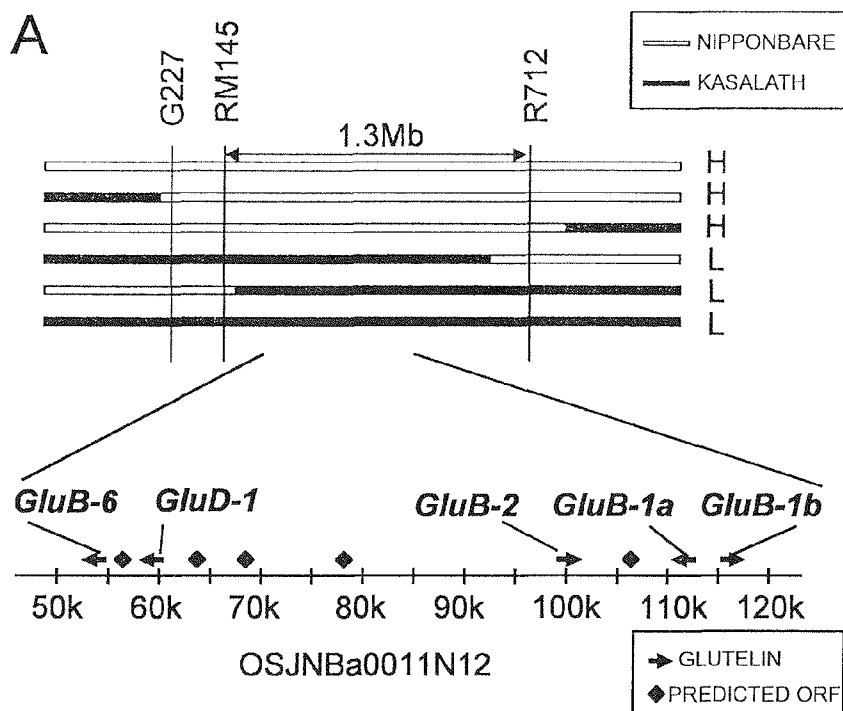 A
NIPPONBARE
KASALATH
G227
RM145
R712
1.3Mb
H
H
H
L
L
L
GluB-6
GluD-1
GluB-2
GluB-1a
GluB-1b
50k
60k
70k
80k
90k
100k
110k
120k
OSJNBa0011N12
GLUTELIN
PREDICTED ORF